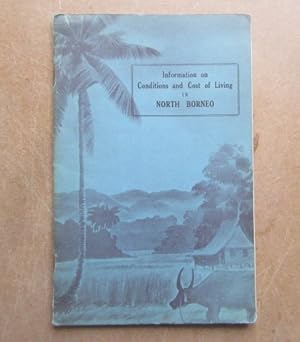 Information on
Conditions and Cost of Living
IN
NORTH BORNEO